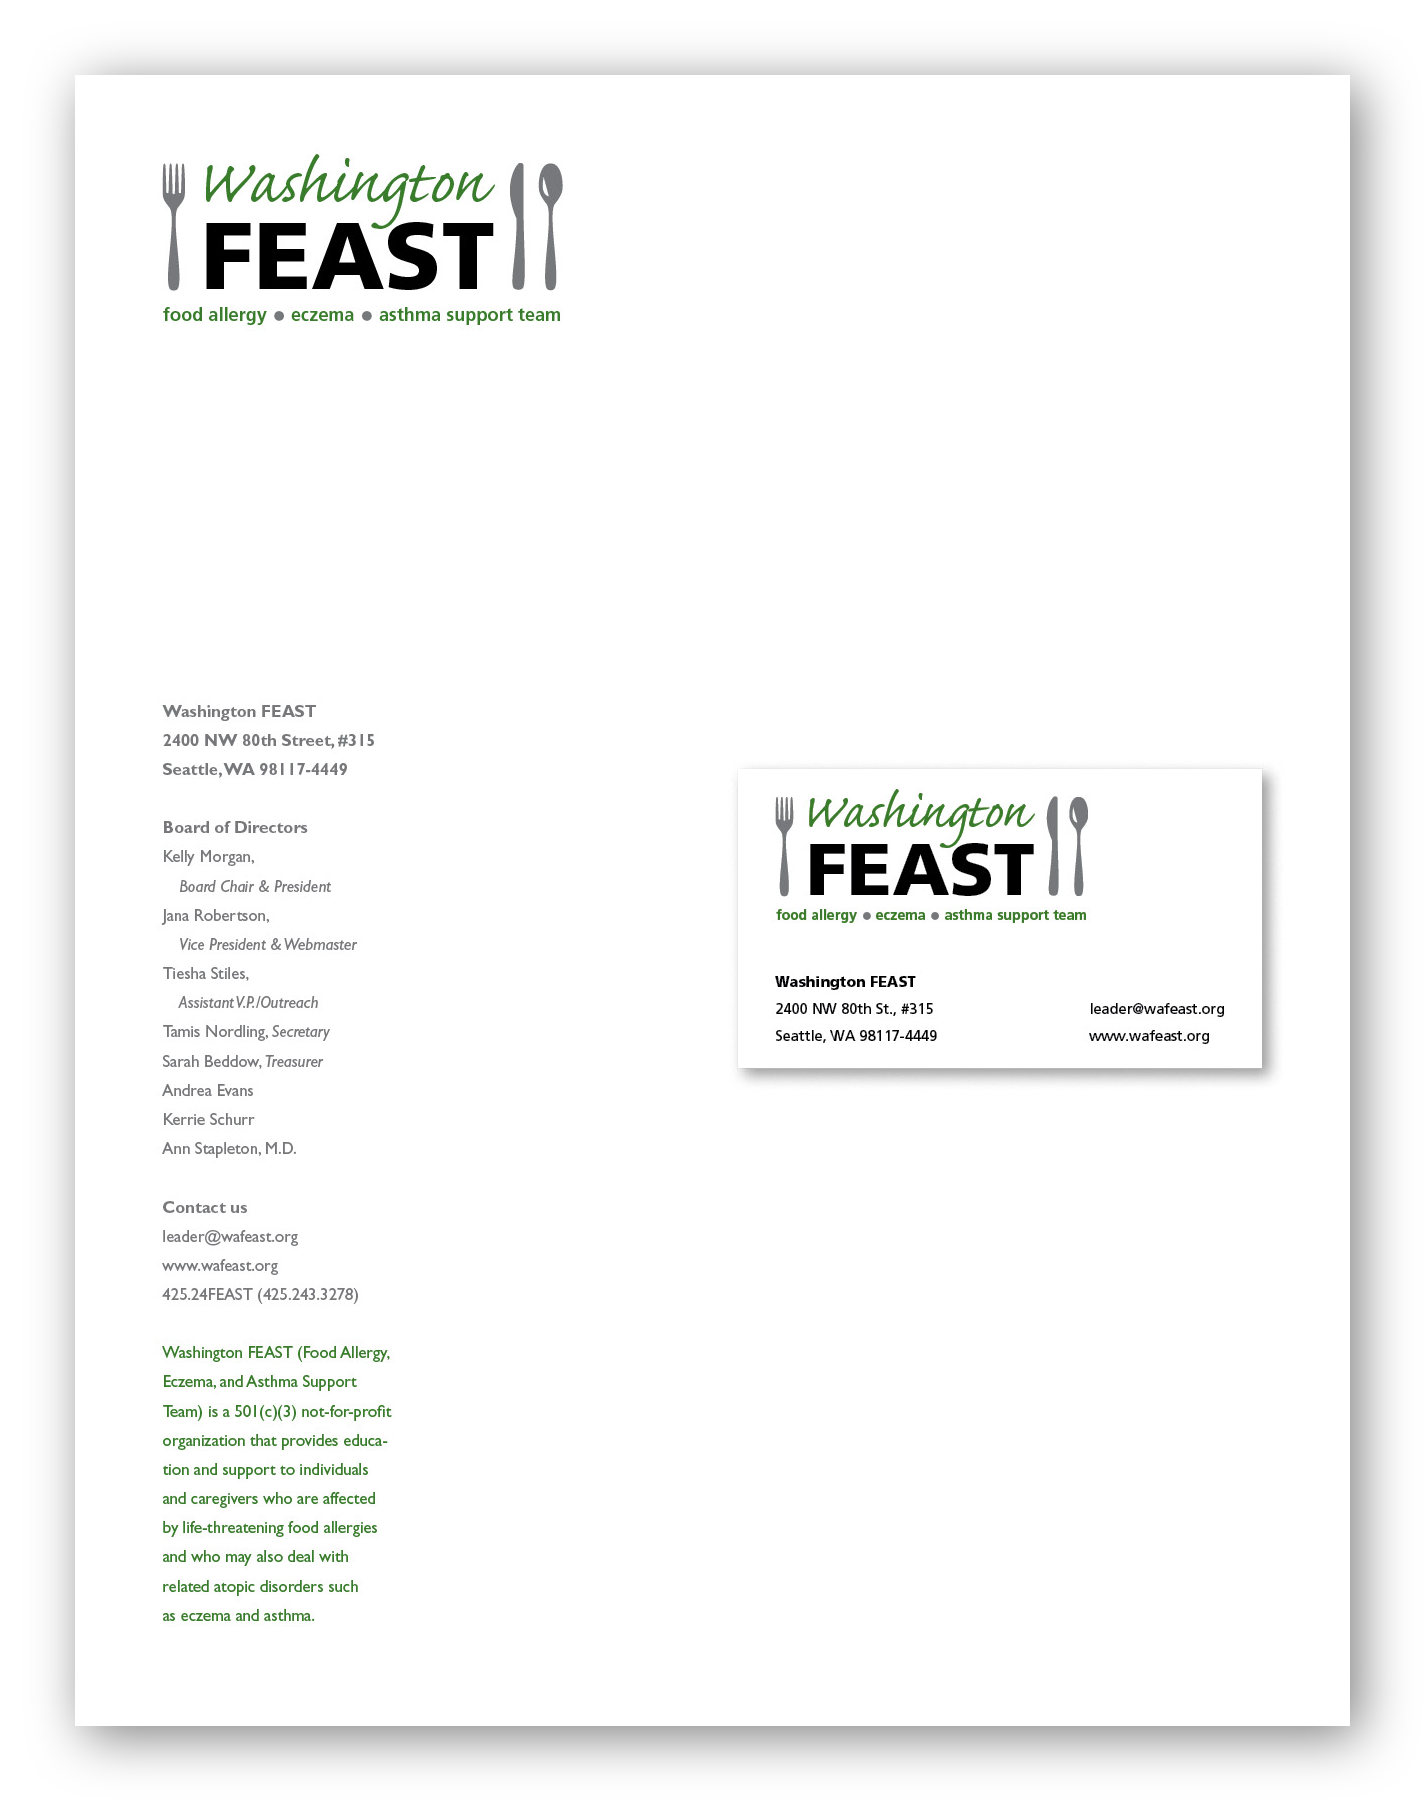 Washington
FEAST
food allergy ● eczema ● asthma support team
Washington FEAST
2400 NW 80th Street, #315
Seattle, WA 98117-4449
Board of Directors
Kelly Morgan,
Board Chair & President
Jana Robertson,
Vice President & Webmaster
Tiesha Stiles,
Assistant V.P./Outreach
Tamis Nordling, Secretary
Sarah Beddow, Treasurer
Andrea Evans
Kerrie Schurr
Ann Stapleton, M.D.
Contact us
leader@wafeast.org
www.wafeast.org
425.24FEAST (425.243.3278)
Washington FEAST (Food Allergy,
Eczema, and Asthma Support
Team) is a 501(c)(3) not-for-profit
organization that provides educa-
tion and support to individuals
and caregivers who are affected
by life-threatening food allergies
and who may also deal with
related atopic disorders such
as eczema and asthma.
Washington
FEAST
food allergy ● eczema ● asthma support team
Washington FEAST
2400 NW 80th St., #315
Seattle, WA 98117-4449
leader@wafeast.org
www.wafeast.org